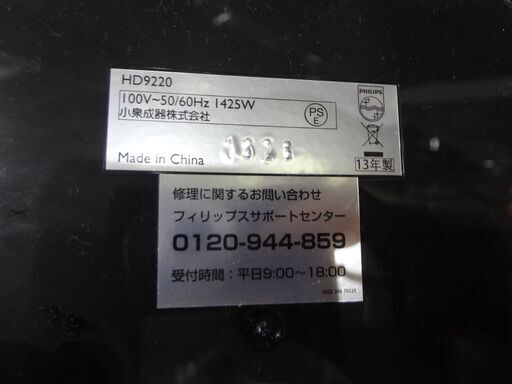 HD9220
100V~50/60Hz 1425W
小泉成器株式会社
PS
E
PHILIPS
Made in China
1328
13年製
修理に関するお問い合わせ
フィリップスサポートセンター
0120-944-859
受付時間：平日9:00〜18:00